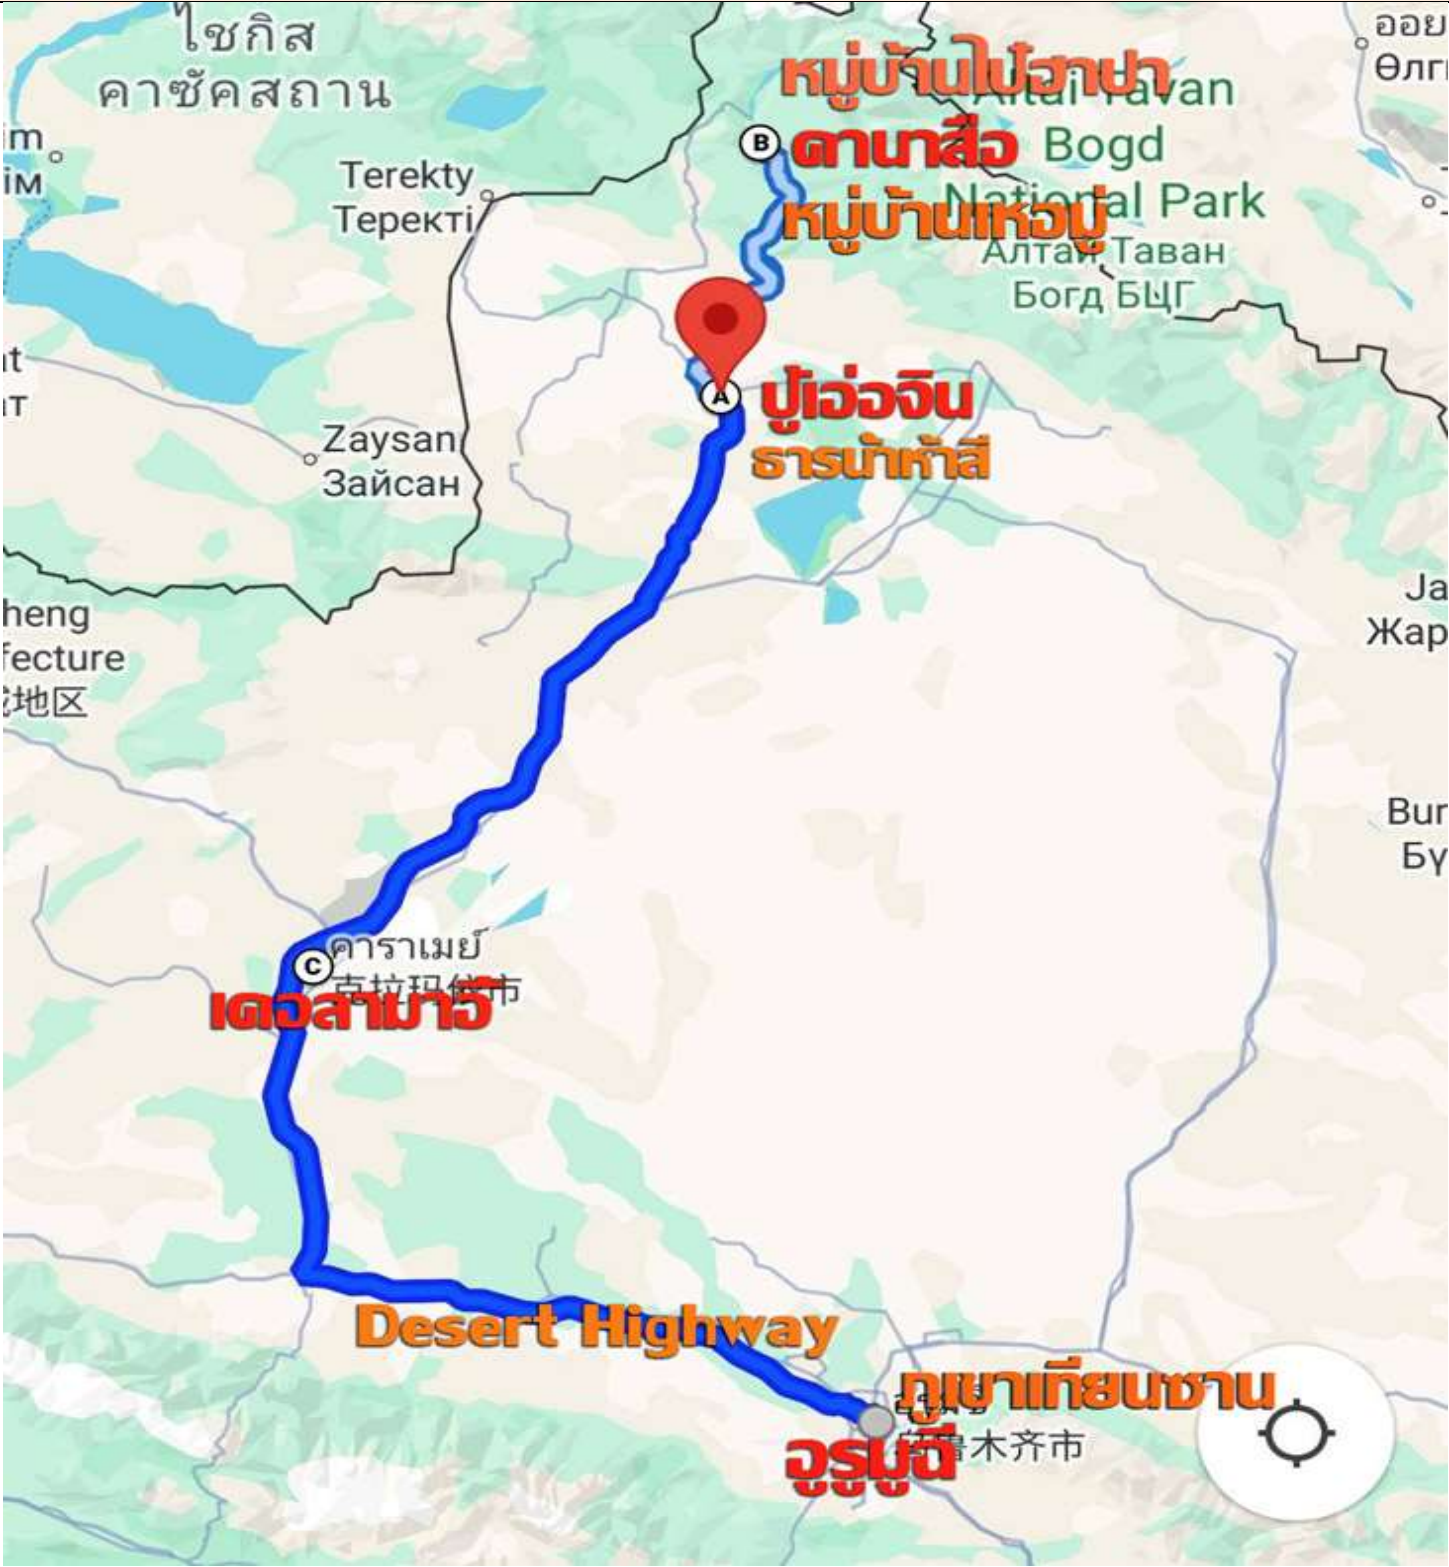 ไชกิส
คาซัคสถาน
หมู่บ้านไป๋ฮาปา
Altai Tavan
Bogd
National Park
Алтай Таван
Богд БЦГ
B
คานาสือ
หมู่บ้านเหอมู่
Terekty
Теректі
A
ปู้เอ่อจิน
ธารน้ำห้าสี
Zaysan
Зайсан
heng
fecture
地区
Ja
Жар
Bur
Бү
C
คาราเมย์
克拉玛依市
เคอลามาอี
Desert Highway
ภูเขาเทียนซาน
鲁木齐市
อูรูมูฉี